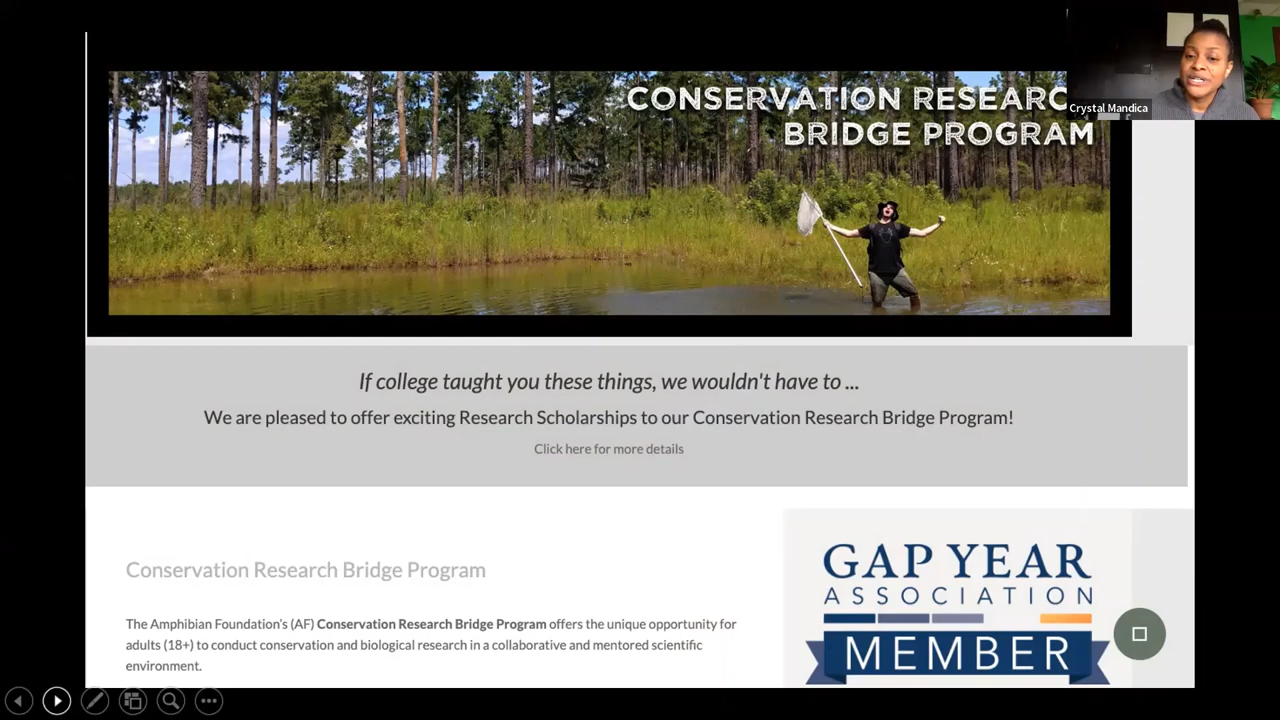 CONSERVATION RESEARC
BRIDGE PROGRAM
Crystal Mandica
If college taught you these things, we wouldn't have to ...
We are pleased to offer exciting Research Scholarships to our Conservation Research Bridge Program!
Click here for more details
Conservation Research Bridge Program
The Amphibian Foundation's (AF) Conservation Research Bridge Program offers the unique opportunity for
adults (18+) to conduct conservation and biological research in a collaborative and mentored scientific
environment.
GAP YEAR
ASSOCIATION
MEMBER